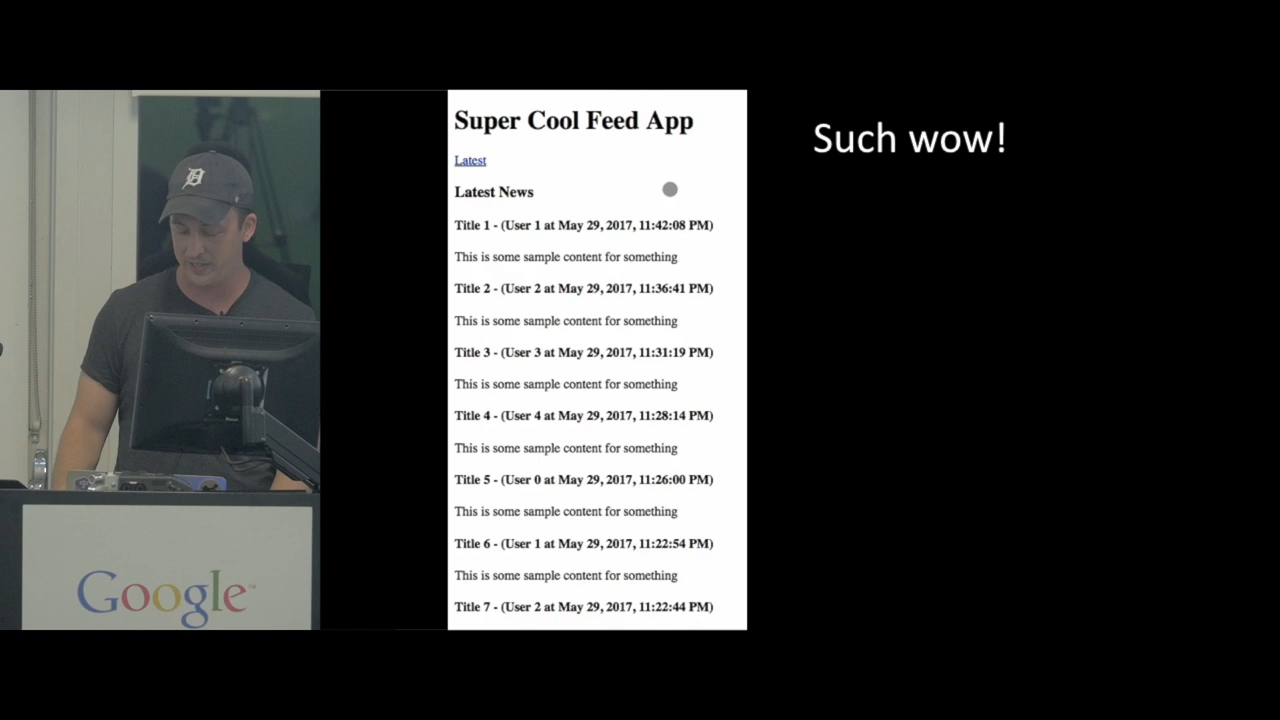 Super Cool Feed App
Latest
Latest News
Title 1 - (User 1 at May 29, 2017, 11:42:08 PM)
This is some sample content for something
Title 2 - (User 2 at May 29, 2017, 11:36:41 PM)
This is some sample content for something
Title 3 - (User 3 at May 29, 2017, 11:31:19 PM)
This is some sample content for something
Title 4 - (User 4 at May 29, 2017, 11:28:14 PM)
This is some sample content for something
Title 5 - (User 0 at May 29, 2017, 11:26:00 PM)
This is some sample content for something
Title 6 - (User 1 at May 29, 2017, 11:22:54 PM)
This is some sample content for something
Title 7 - (User 2 at May 29, 2017, 11:22:44 PM)
Such wow!
D
Google™